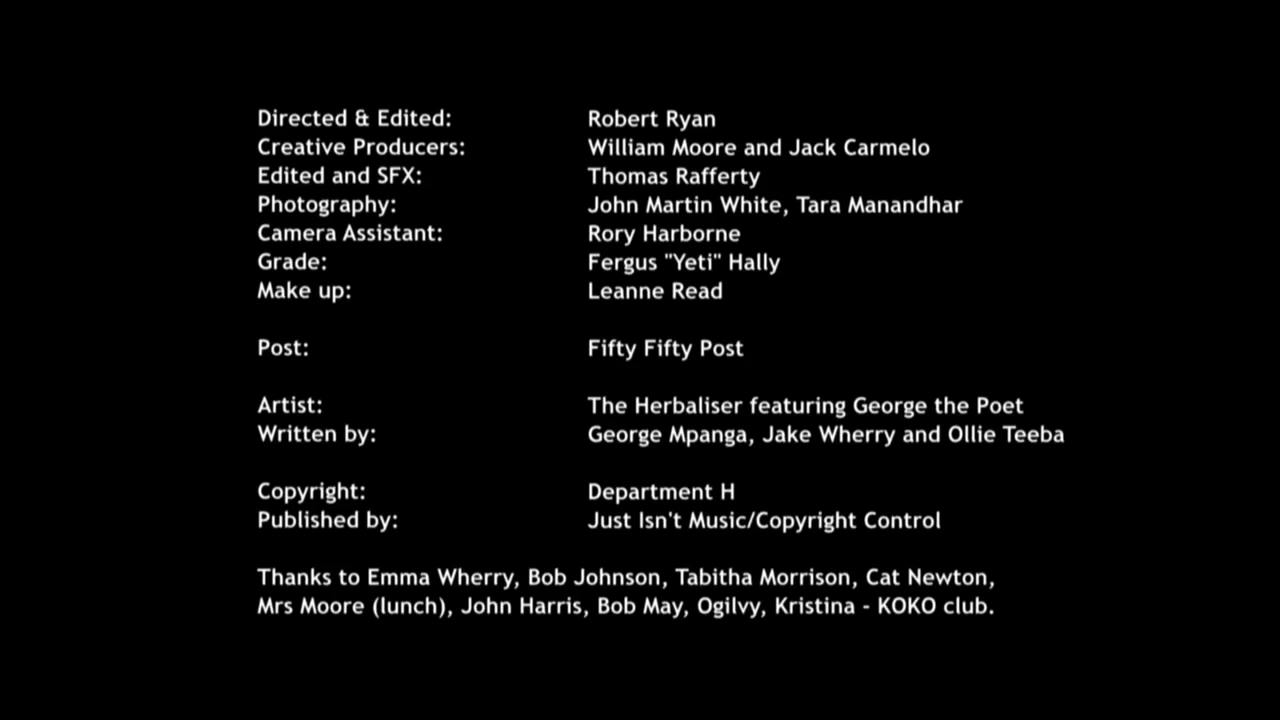 Directed & Edited: Robert Ryan
Creative Producers: William Moore and Jack Carmelo
Edited and SFX: Thomas Rafferty
Photography: John Martin White, Tara Manandhar
Camera Assistant: Rory Harborne
Grade: Fergus "Yeti" Hally
Make up: Leanne Read
Post: Fifty Fifty Post
Artist: The Herbaliser featuring George the Poet
Written by: George Mpanga, Jake Wherry and Ollie Teeba
Copyright: Department H
Published by: Just Isn't Music/Copyright Control
Thanks to Emma Wherry, Bob Johnson, Tabitha Morrison, Cat Newton,
Mrs Moore (lunch), John Harris, Bob May, Ogilvy, Kristina - KOKO club.